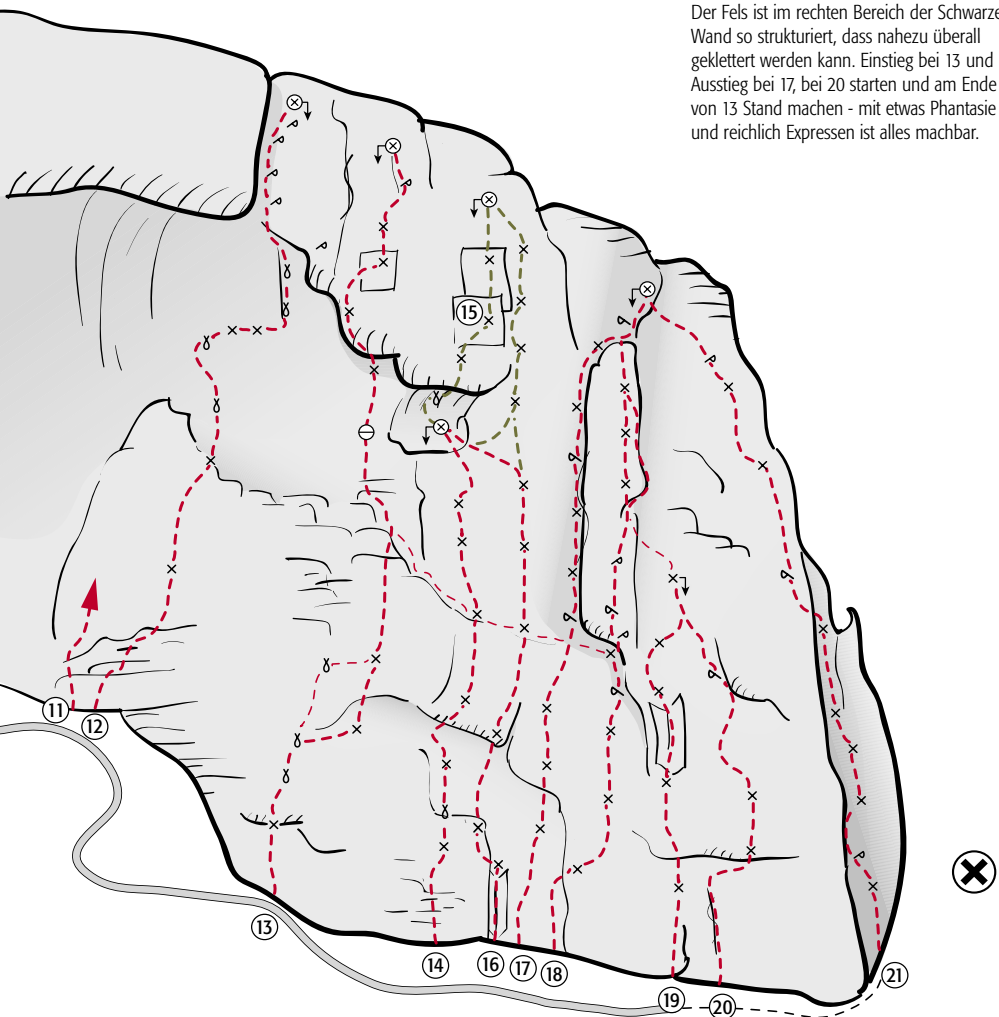 Der Fels ist im rechten Bereich der Schwarze
Wand so strukturiert, dass nahezu überall
geklettert werden kann. Einstieg bei 13 und
Ausstieg bei 17, bei 20 starten und am Ende
von 13 Stand machen - mit etwas Phantasie
und reichlich Expressen ist alles machbar.
15
11
12
13
14
16
17
18
19
20
21